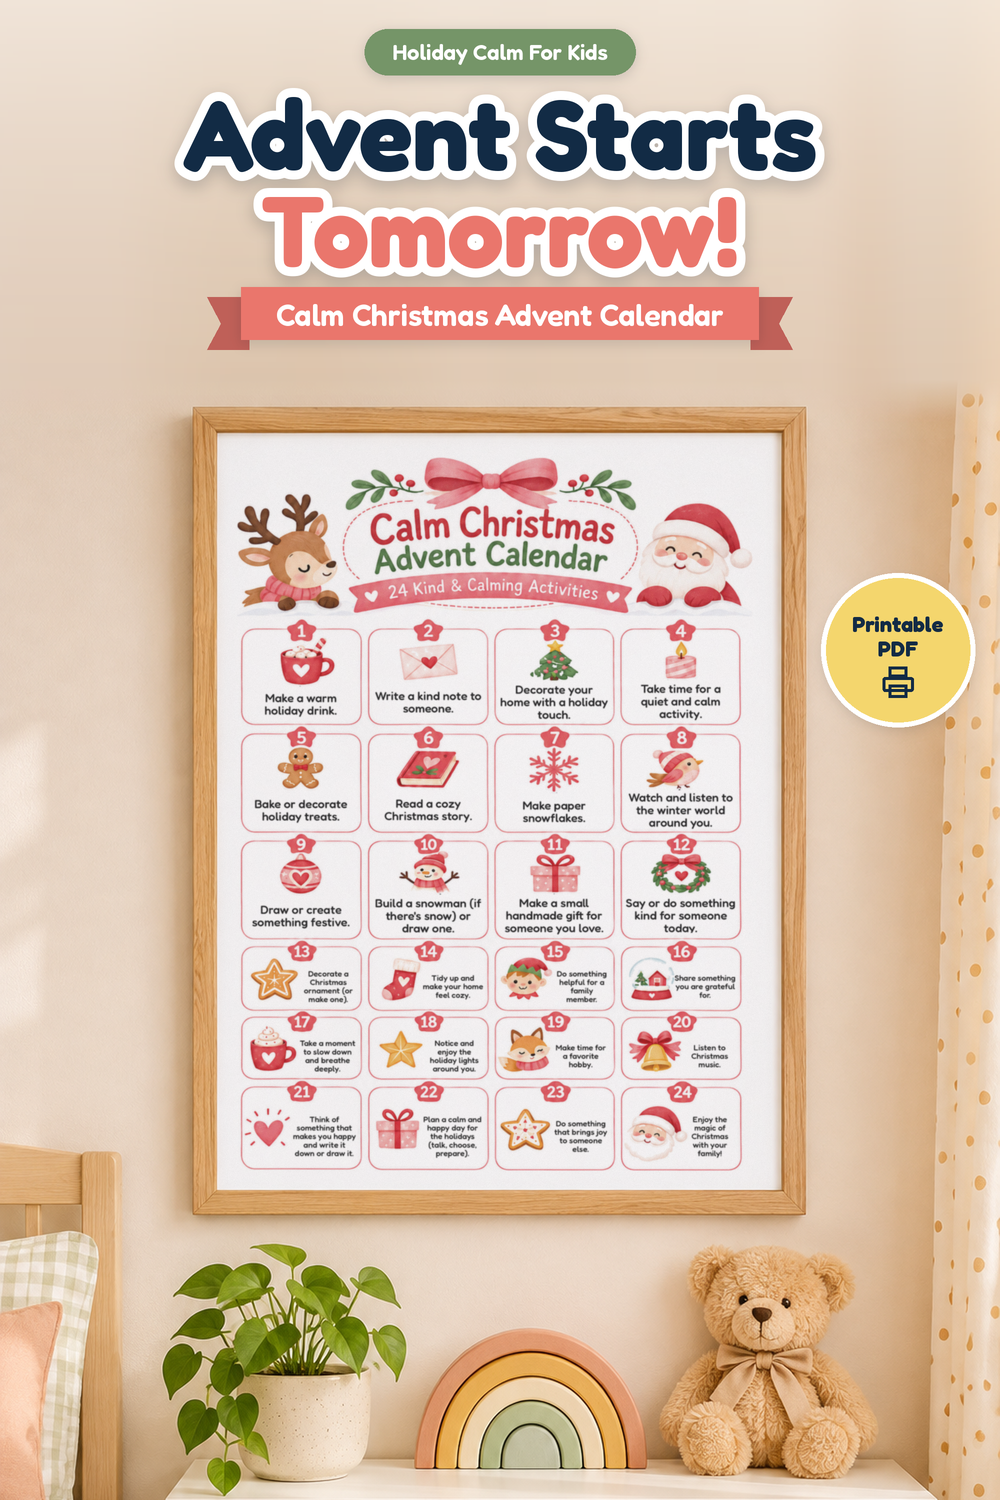 Holiday Calm For Kids
Advent Starts
Tomorrow!
Calm Christmas Advent Calendar
Calm Christmas
Advent Calendar
24 Kind & Calming Activities
1
Make a warm
holiday drink.
2
Write a kind note to
someone.
3
Decorate your
home with a holiday
touch.
4
Take time for a
quiet and calm
activity.
Printable
PDF
5
Bake or decorate
holiday treats.
6
Read a cozy
Christmas story.
7
Make paper
snowflakes.
8
Watch and listen to
the winter world
around you.
9
Draw or create
something festive.
10
Build a snowman (if
there's snow) or
draw one.
11
Make a small
handmade gift for
someone you love.
12
Say or do something
kind for someone
today.
13
Decorate a
Christmas
ornament (or
make one).
14
Tidy up and
make your home
feel cozy.
15
Do something
helpful for a
family
member.
16
Share something
you are grateful
for.
17
Take a moment
to slow down
and breathe
deeply.
18
Notice and
enjoy the
holiday lights
around you.
19
Make time for
a favorite
hobby.
20
Listen to
Christmas
music.
21
Think of
something that
makes you happy
and write it
down or draw it.
22
Plan a calm and
happy day for
the holidays
(talk, choose,
prepare).
23
Do something
that brings joy
to someone
else.
24
Enjoy the
magic of
Christmas
with your
family!